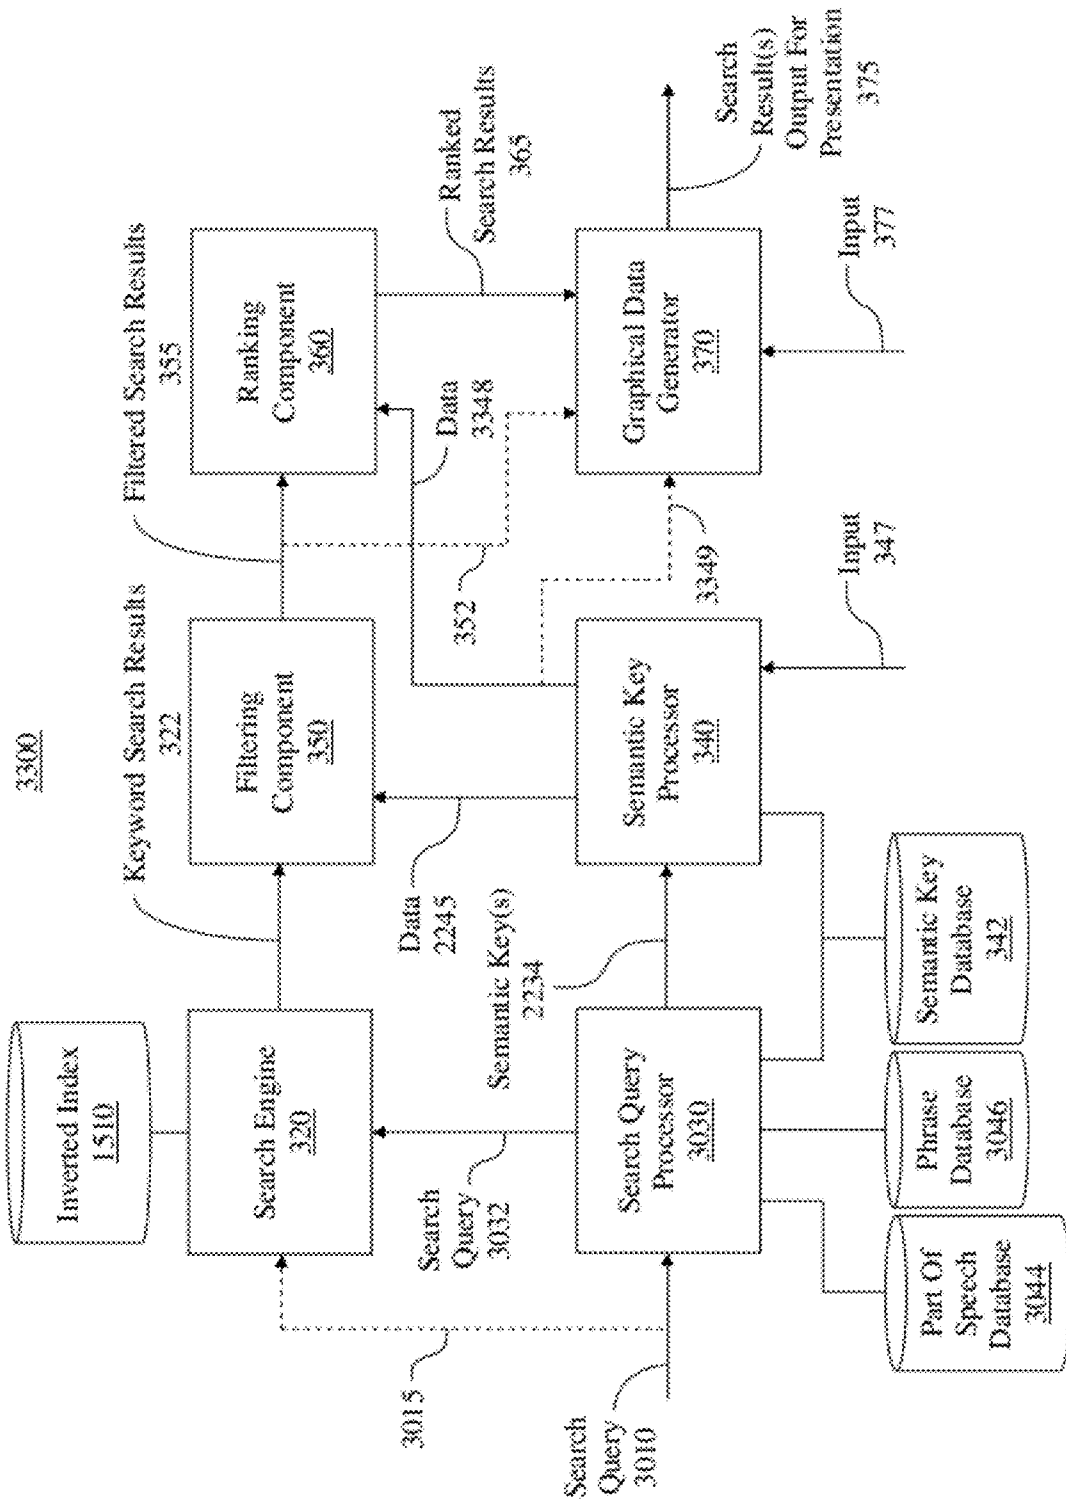 3300
Inverted Index
1510
Keyword Search Results
322
Filtered Search Results
355
Search Engine
320
Filtering
Component
350
Ranking
Component
360
3015
Search
Query
3032
Data
2245
352
Data
3348
Ranked
Search Results
365
Semantic Key(s)
2234
Search
Query
3010
Search Query
Processor
3030
Semantic Key
Processor
340
3349
Graphical Data
Generator
370
Search
Result(s)
Output For
Presentation
375
Part Of
Speech
Database
3044
Phrase
Database
3046
Semantic Key
Database
342
Input
347
Input
377